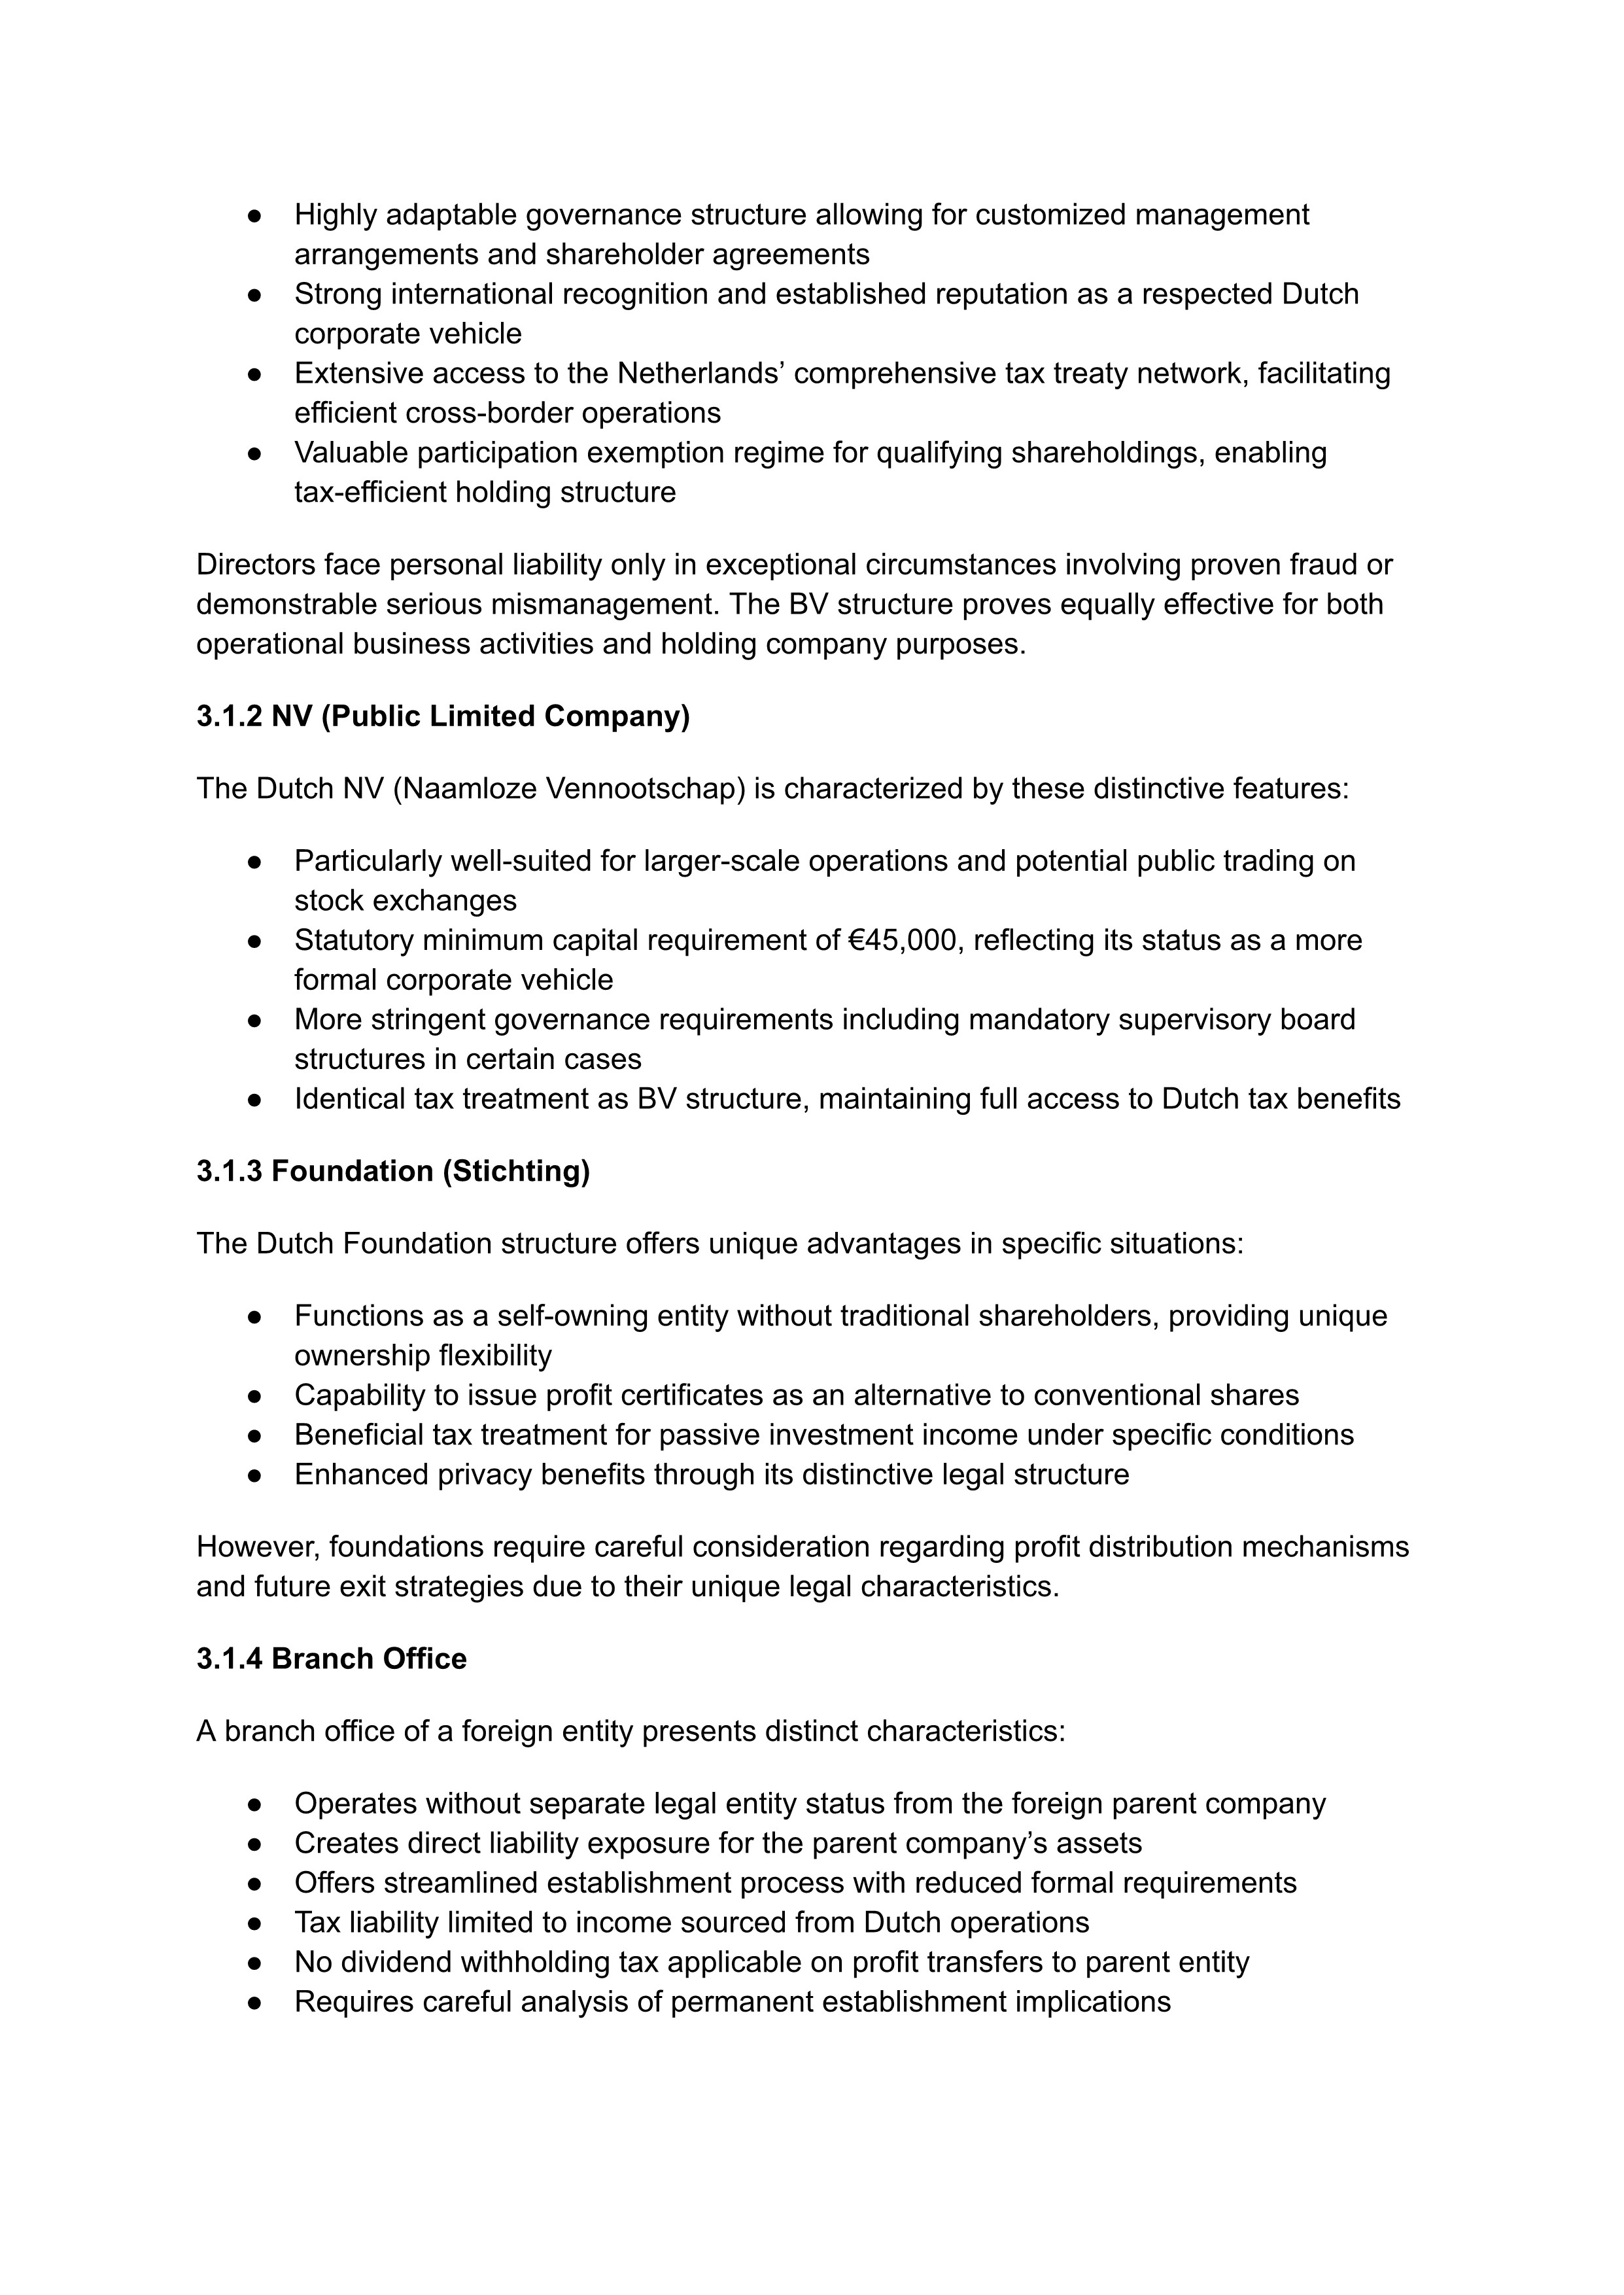 ● Highly adaptable governance structure allowing for customized management
arrangements and shareholder agreements
● Strong international recognition and established reputation as a respected Dutch
corporate vehicle
● Extensive access to the Netherlands’ comprehensive tax treaty network, facilitating
efficient cross-border operations
● Valuable participation exemption regime for qualifying shareholdings, enabling
tax-efficient holding structure
Directors face personal liability only in exceptional circumstances involving proven fraud or
demonstrable serious mismanagement. The BV structure proves equally effective for both
operational business activities and holding company purposes.
3.1.2 NV (Public Limited Company)
The Dutch NV (Naamloze Vennootschap) is characterized by these distinctive features:
● Particularly well-suited for larger-scale operations and potential public trading on
stock exchanges
● Statutory minimum capital requirement of €45,000, reflecting its status as a more
formal corporate vehicle
● More stringent governance requirements including mandatory supervisory board
structures in certain cases
● Identical tax treatment as BV structure, maintaining full access to Dutch tax benefits
3.1.3 Foundation (Stichting)
The Dutch Foundation structure offers unique advantages in specific situations:
● Functions as a self-owning entity without traditional shareholders, providing unique
ownership flexibility
● Capability to issue profit certificates as an alternative to conventional shares
● Beneficial tax treatment for passive investment income under specific conditions
● Enhanced privacy benefits through its distinctive legal structure
However, foundations require careful consideration regarding profit distribution mechanisms
and future exit strategies due to their unique legal characteristics.
3.1.4 Branch Office
A branch office of a foreign entity presents distinct characteristics:
● Operates without separate legal entity status from the foreign parent company
● Creates direct liability exposure for the parent company’s assets
● Offers streamlined establishment process with reduced formal requirements
● Tax liability limited to income sourced from Dutch operations
● No dividend withholding tax applicable on profit transfers to parent entity
● Requires careful analysis of permanent establishment implications